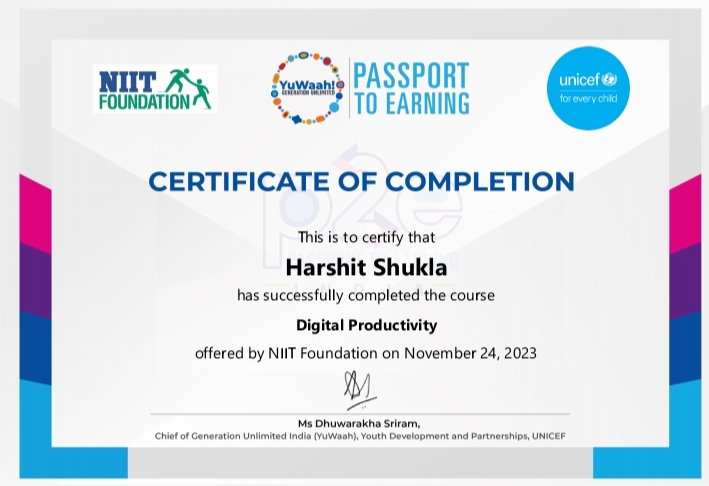 NIIT
FOUNDATION
YuWaah!
GENERATION UNLIMITED
PASSPORT
TO EARNING
unicef
for every child
CERTIFICATE OF COMPLETION
p2e
This is to certify that
Harshit Shukla
has successfully completed the course
Digital Productivity
offered by NIIT Foundation on November 24, 2023
Ms Dhuwarakha Sriram,
Chief of Generation Unlimited India (YuWaah), Youth Development and Partnerships, UNICEF